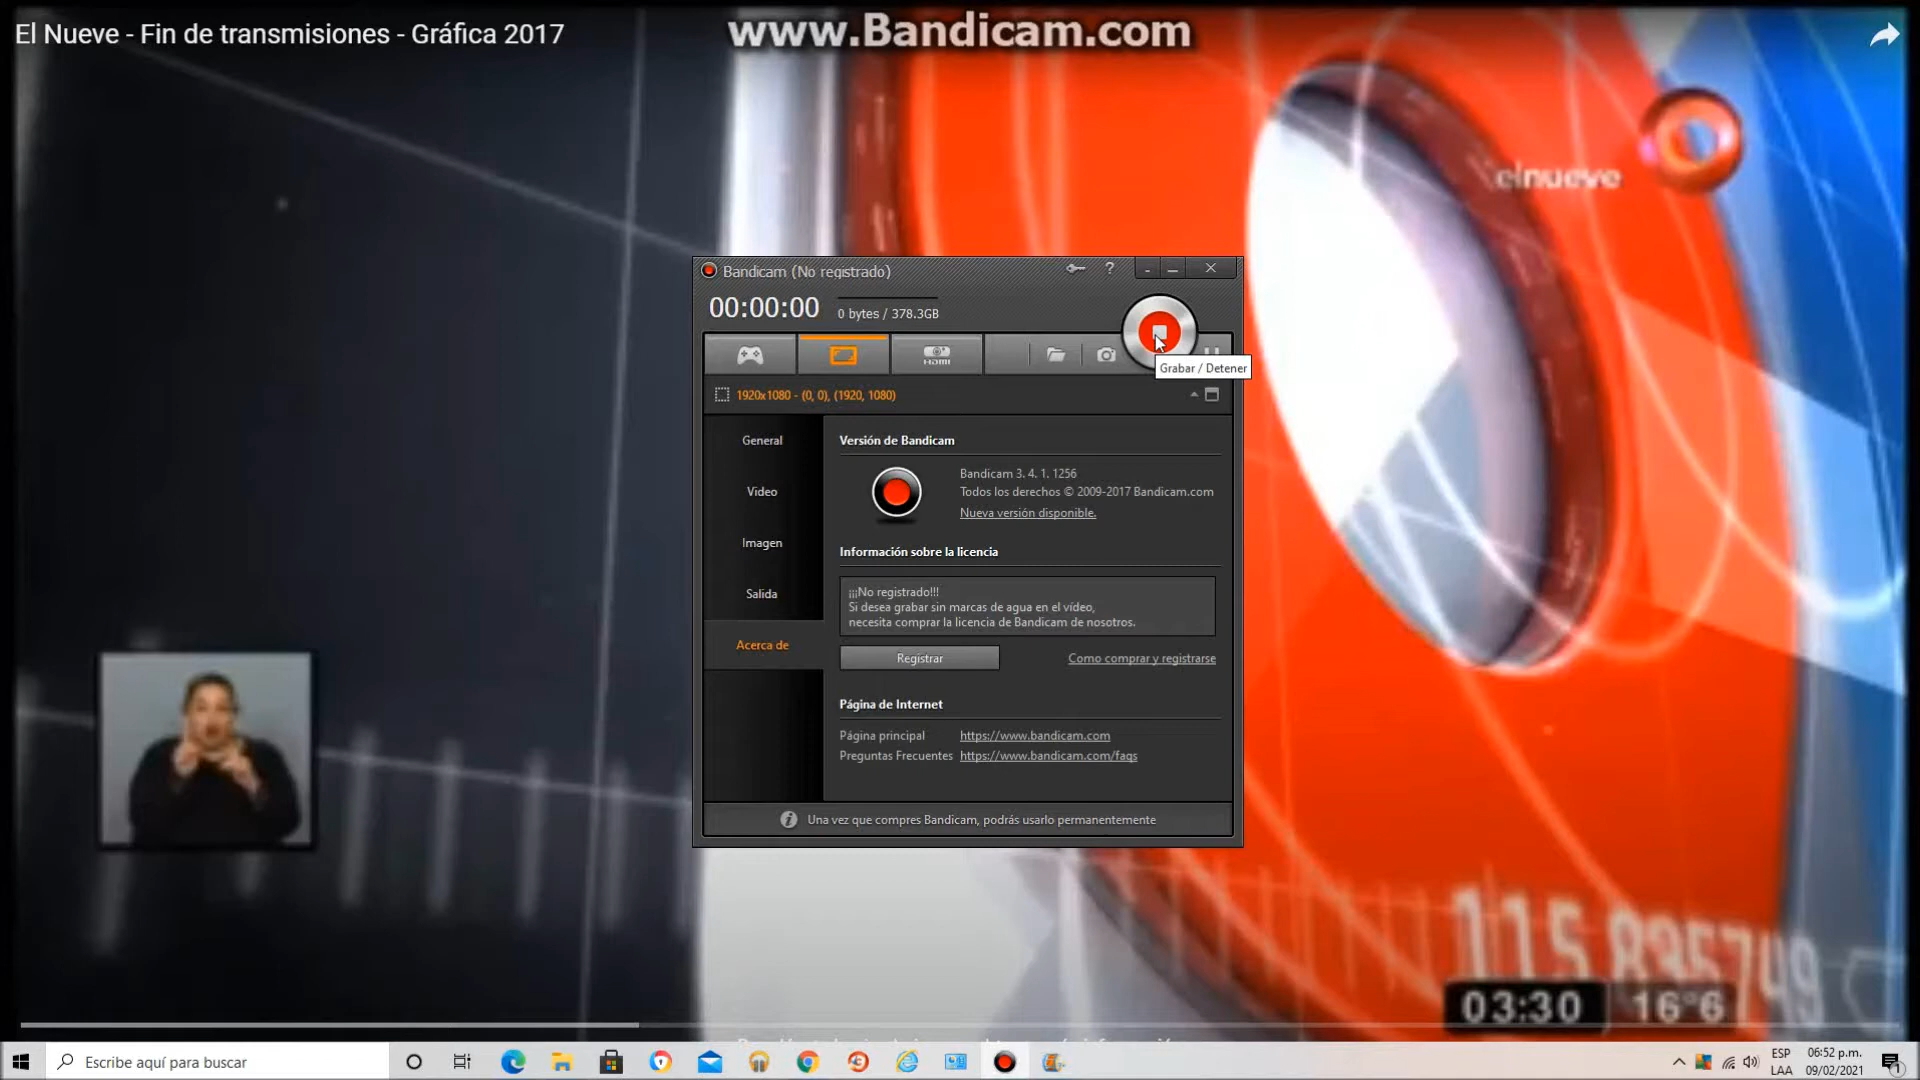 El Nueve - Fin de transmisiones - Gráfica 2017
www.Bandicam.com
elnueve
Bandicam (No registrado)
?
00:00:00
0 bytes / 378.3GB
HDMI
Grabar / Detener
1920x1080 - (0, 0), (1920, 1080)
General
Video
Imagen
Salida
Acerca de
Versión de Bandicam
Bandicam 3. 4. 1. 1256
Todos los derechos © 2009-2017 Bandicam.com
Nueva versión disponible.
Información sobre la licencia
¡¡¡No registrado!!!
Si desea grabar sin marcas de agua en el vídeo,
necesita comprar la licencia de Bandicam de nosotros.
Registrar
Como comprar y registrarse
Página de Internet
Página principal https://www.bandicam.com
Preguntas Frecuentes https://www.bandicam.com/faqs
Una vez que compres Bandicam, podrás usarlo permanentemente
03:30 16°6
Escribe aquí para buscar
ESP
LAA
06:52 p.m.
09/02/2021
1